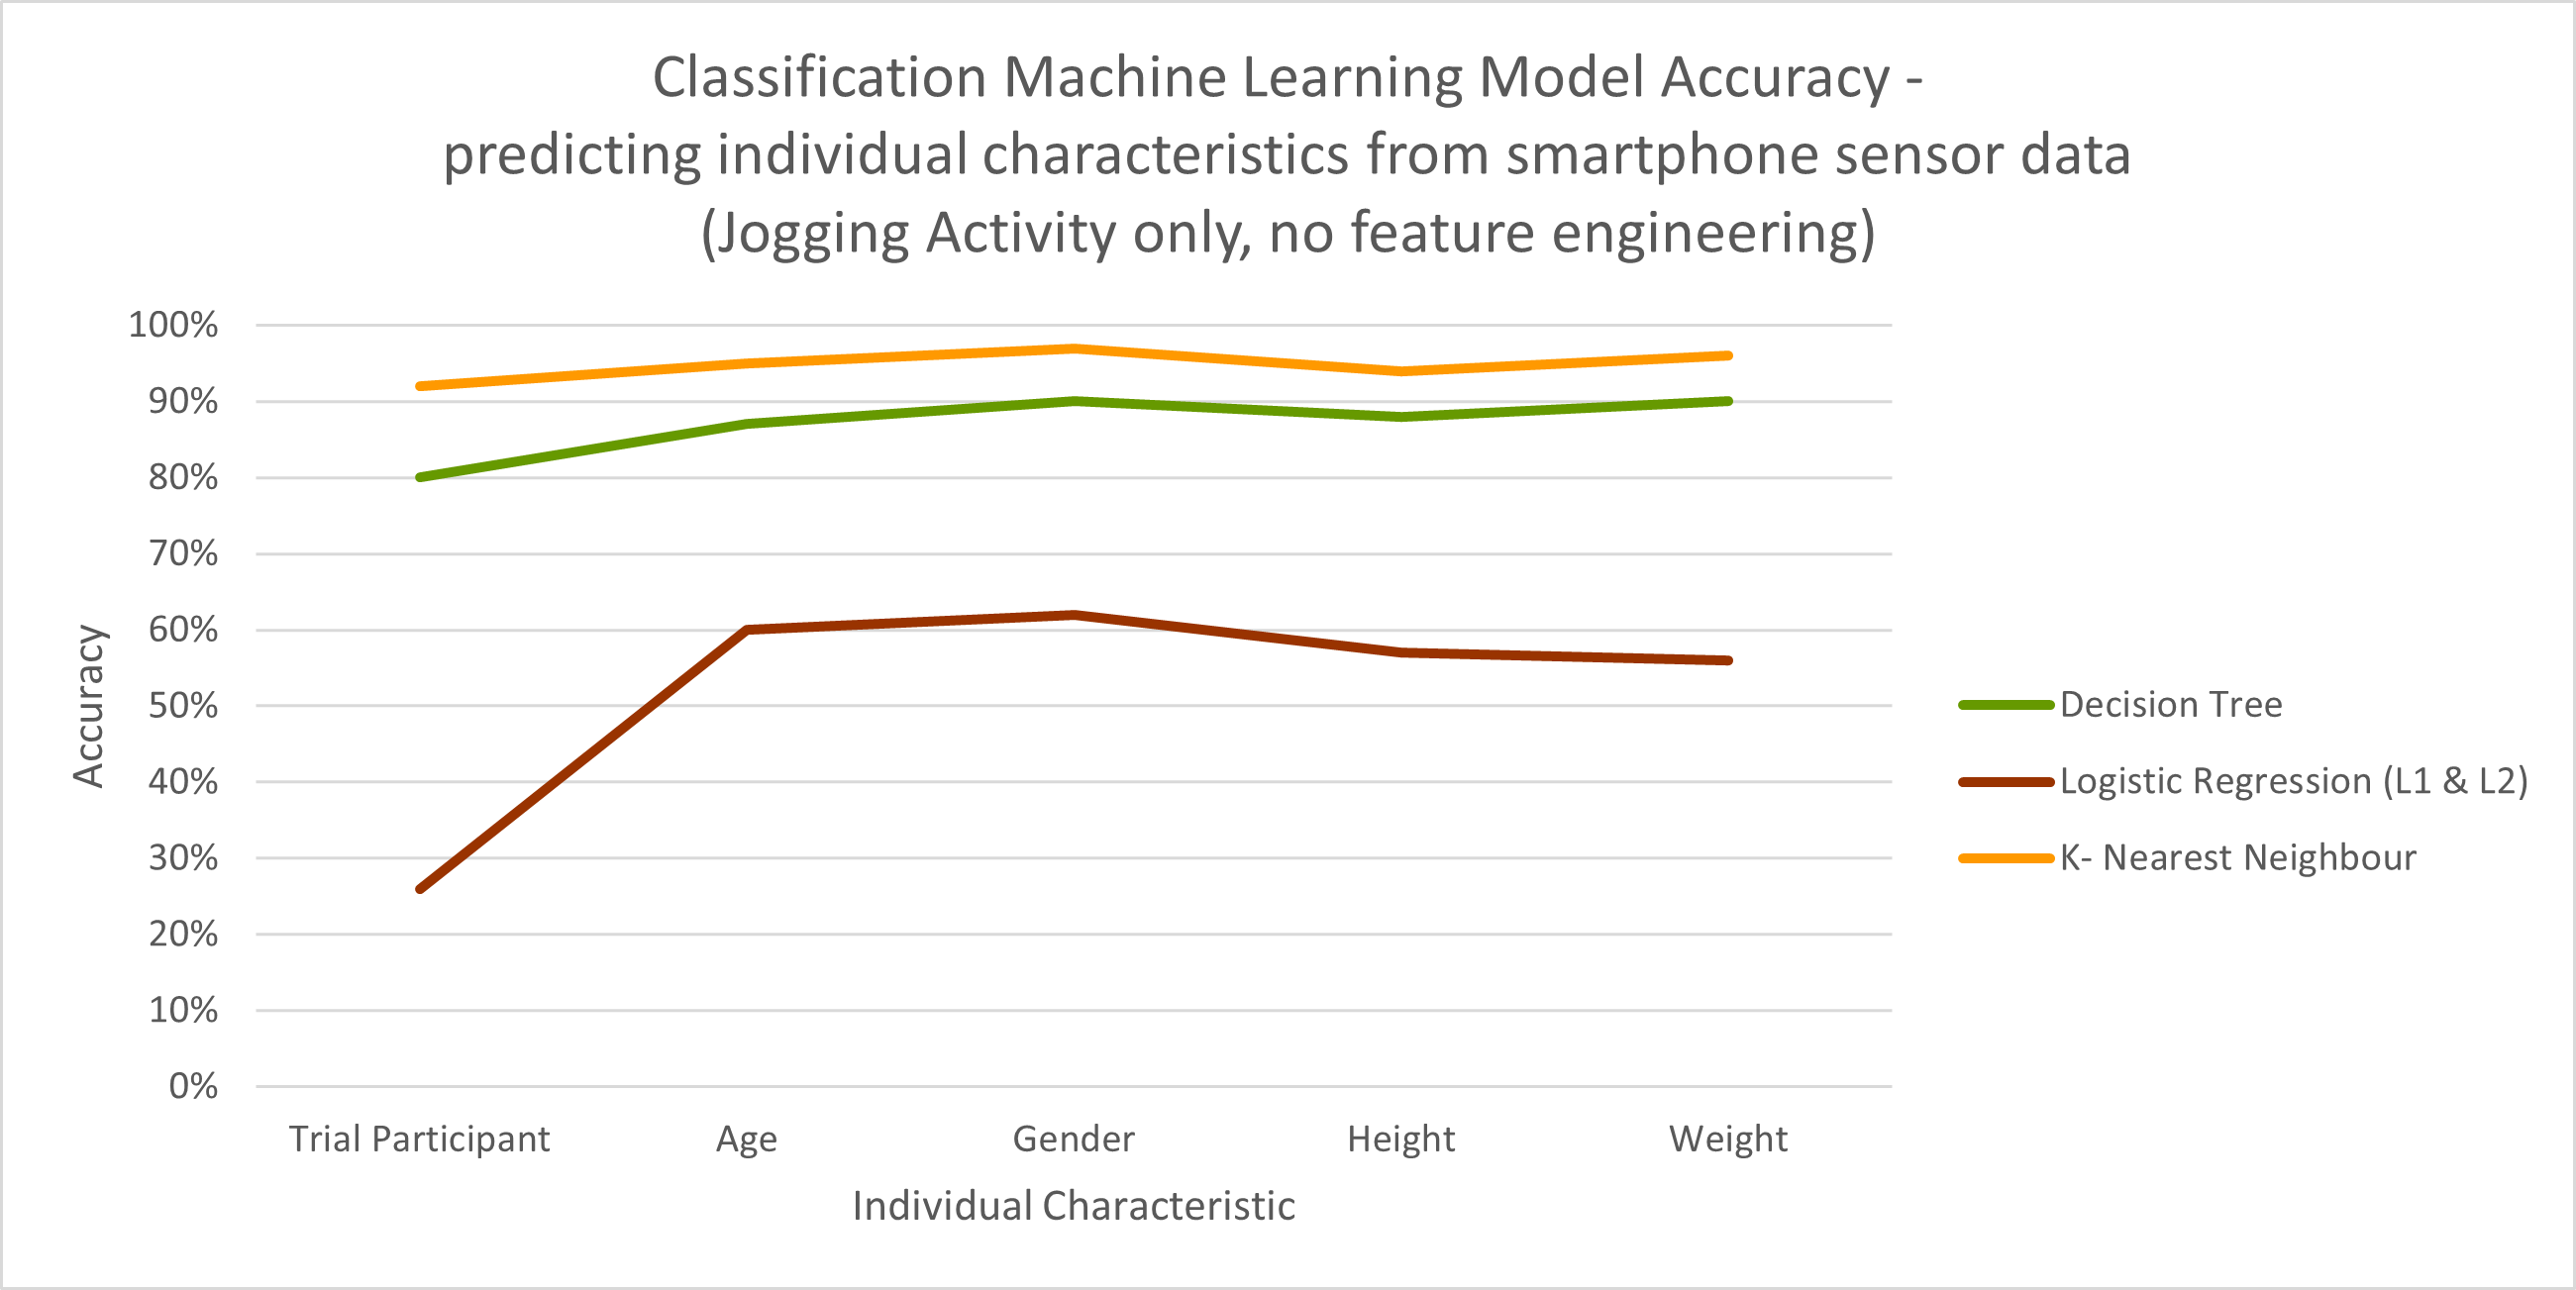 Classification Machine Learning Model Accuracy -
predicting individual characteristics from smartphone sensor data
(Jogging Activity only, no feature engineering)
100%
90%
80%
70%
60%
50%
40%
30%
20%
10%
0%
Accuracy
Trial Participant
Age
Gender
Height
Weight
Individual Characteristic
Decision Tree
Logistic Regression (L1 & L2)
K- Nearest Neighbour